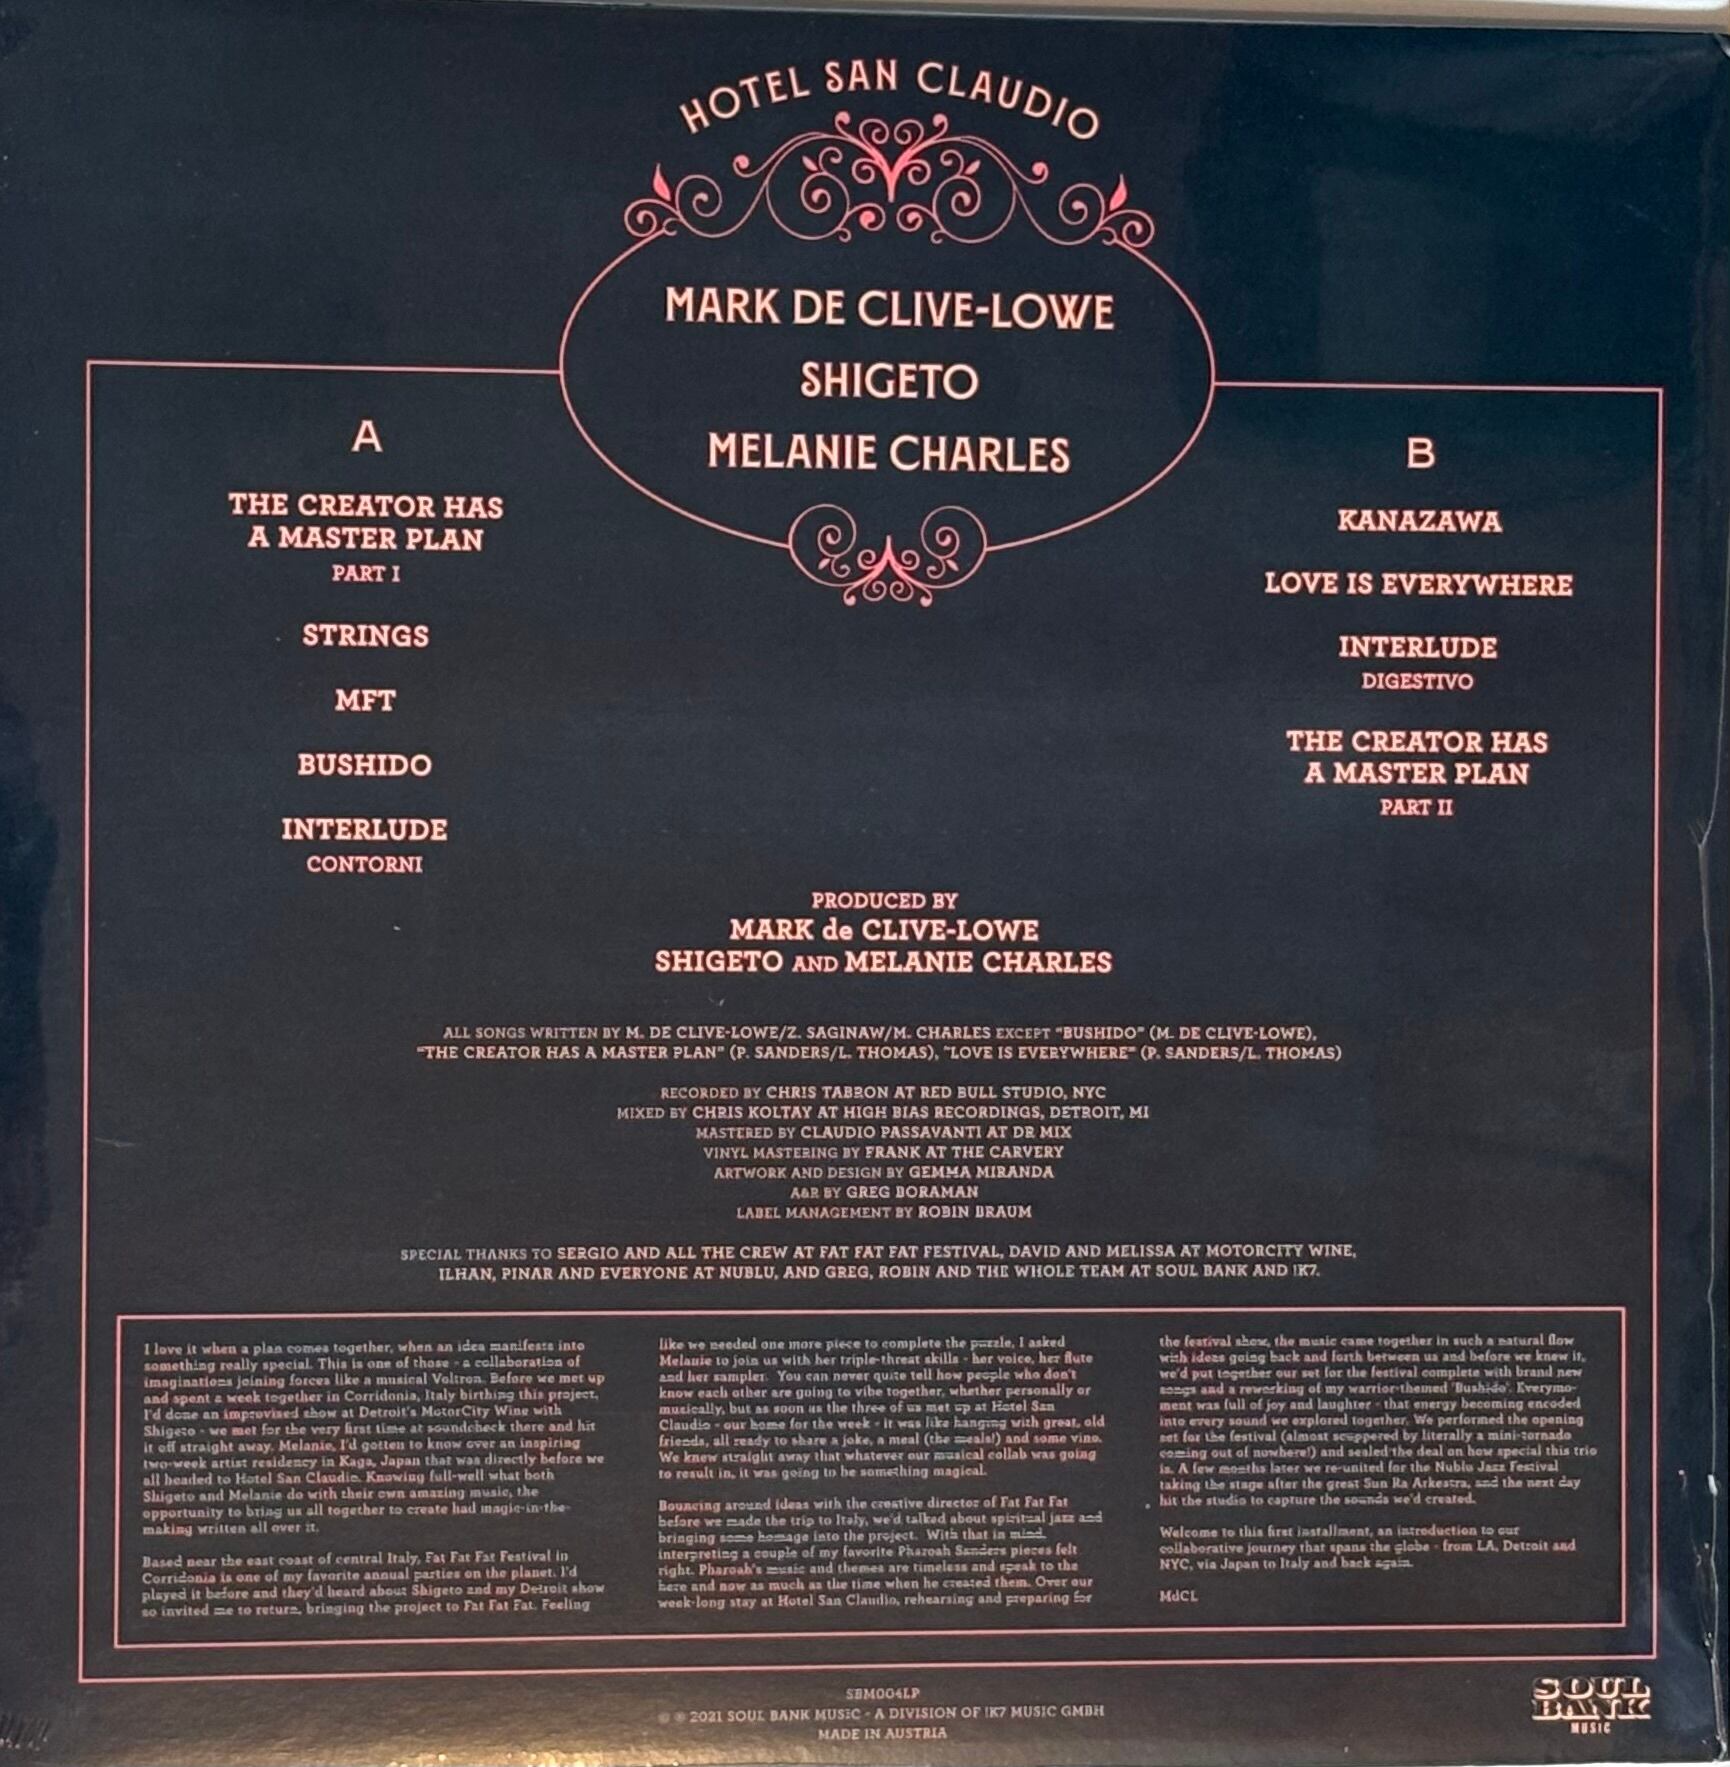 HOTEL SAN CLAUDIO
MARK DE CLIVE-LOWE
SHIGETO
MELANIE CHARLES
A
THE CREATOR HAS
A MASTER PLAN
PART I
STRINGS
MFT
BUSHIDO
INTERLUDE
CONTORNI
B
KANAZAWA
LOVE IS EVERYWHERE
INTERLUDE
DIGESTIVO
THE CREATOR HAS
A MASTER PLAN
PART II
PRODUCED BY
MARK de CLIVE-LOWE
SHIGETO AND MELANIE CHARLES
ALL SONGS WRITTEN BY M. DE CLIVE-LOWE/Z. SAGINAW/M. CHARLES EXCEPT "BUSHIDO" (M. DE CLIVE-LOWE),
"THE CREATOR HAS A MASTER PLAN" (P. SANDERS/L. THOMAS), "LOVE IS EVERYWHERE" (P. SANDERS/L. THOMAS)
RECORDED BY CHRIS TABRON AT RED BULL STUDIO, NYC
MIXED BY CHRIS KOLTAY AT HIGH BIAS RECORDINGS, DETROIT, MI
MASTERED BY CLAUDIO PASSAVANTI AT DR MIX
VINYL MASTERING BY FRANK AT THE CARVERY
ARTWORK AND DESIGN BY GEMMA MIRANDA
A&R BY GREG BORAMAN
LABEL MANAGEMENT BY ROBIN BRAUM
SPECIAL THANKS TO SERGIO AND ALL THE CREW AT FAT FAT FAT FESTIVAL, DAVID AND MELISSA AT MOTORCITY WINE,
ILHAN, PINAR AND EVERYONE AT NUBLU, AND GREG, ROBIN AND THE WHOLE TEAM AT SOUL BANK AND !K7.
I love it when a plan comes together, when an idea manifests into
something really special. This is one of those - a collaboration of
imaginations joining forces like a musical Voltron. Before we met up
and spent a week together in Corridonia, Italy birthing this project,
I'd done an improvised show at Detroit's MotorCity Wine with
Shigeto - we met for the very first time at soundcheck there and hit
it off straight away. Melanie, I'd gotten to know over an inspiring
two-week artist residency in Kaga, Japan that was directly before we
all headed to Hotel San Claudio. Knowing full-well what both
Shigeto and Melanie do with their own amazing music, the
opportunity to bring us all together to create had magic-in-the-
making written all over it.
Based near the east coast of central Italy, Fat Fat Fat Festival in
Corridonia is one of my favorite annual parties on the planet. I'd
played it before and they'd heard about Shigeto and my Detroit show
so invited me to return, bringing the project to Fat Fat Fat. Feeling
like we needed one more piece to complete the puzzle, I asked
Melanie to join us with her triple-threat skills - her voice, her flute
and her sampler. You can never quite tell how people who don't
know each other are going to vibe together, whether personally or
musically, but as soon as the three of us met up at Hotel San
Claudio - our home for the week - it was like hanging with great, old
friends, all ready to share a joke, a meal (the meals!) and some vino.
We knew straight away that whatever our musical collab was going
to result in, it was going to be something magical.
Bouncing around ideas with the creative director of Fat Fat Fat
before we made the trip to Italy, we'd talked about spiritual jazz and
bringing some homage into the project. With that in mind,
interpreting a couple of my favorite Pharoah Sanders pieces felt
right. Pharoah's music and themes are timeless and speak to the
here and now as much as the time when he created them. Over our
week-long stay at Hotel San Claudio, rehearsing and preparing for
the festival show, the music came together in such a natural flow
with ideas going back and forth between us and before we knew it,
we'd put together our set for the festival complete with brand new
songs and a reworking of my warrior-themed 'Bushido'. Everymo-
ment was full of joy and laughter - that energy becoming encoded
into every sound we explored together. We performed the opening
set for the festival (almost scuppered by literally a mini-tornado
coming out of nowhere!) and sealed the deal on how special this trio
is. A few months later we re-united for the Nublu Jazz Festival
taking the stage after the great Sun Ra Arkestra, and the next day
hit the studio to capture the sounds we'd created.
Welcome to this first installment, an introduction to our
collaborative journey that spans the globe - from LA, Detroit and
NYC, via Japan to Italy and back again.
MdCL
SBM004LP
℗ © 2021 SOUL BANK MUSIC - A DIVISION OF !K7 MUSIC GMBH
MADE IN AUSTRIA
SOUL
BANK
MUSIC